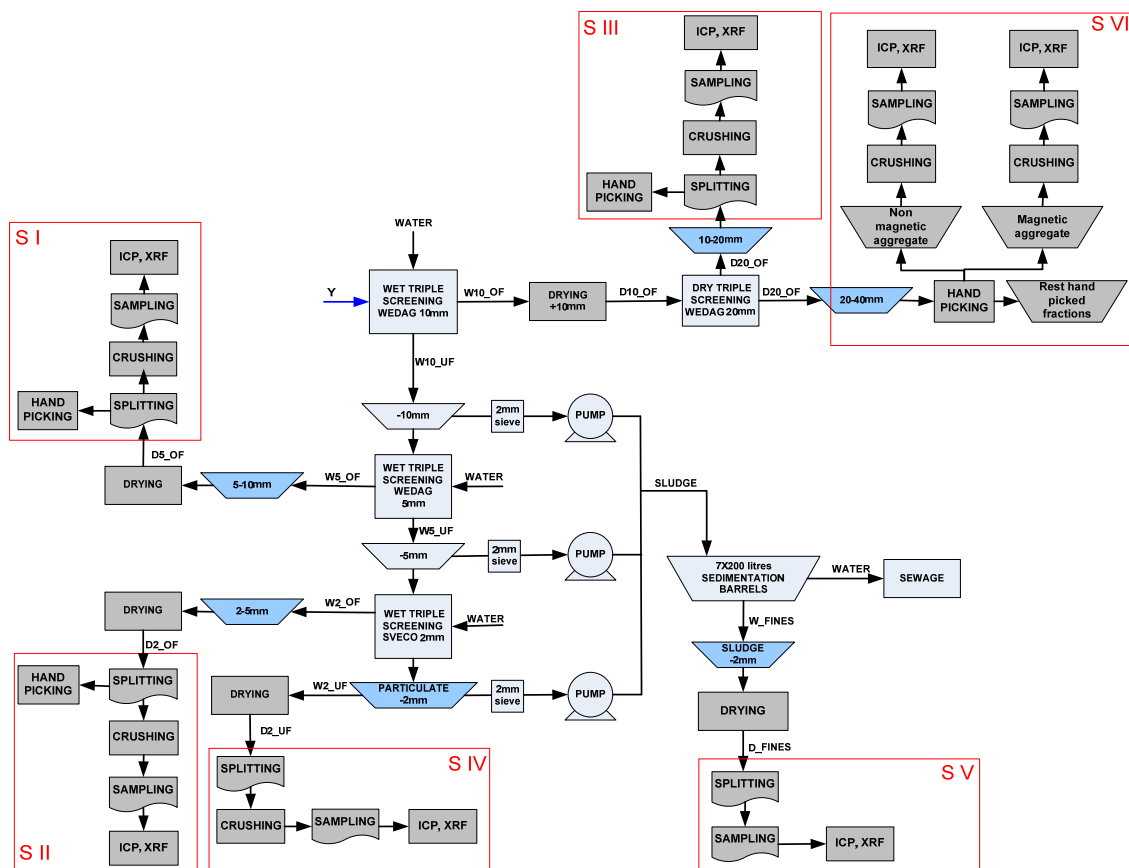 S III
ICP, XRF
SAMPLING
CRUSHING
HAND
PICKING
SPLITTING
10-20mm
D20_OF
S VI
ICP, XRF
ICP, XRF
SAMPLING
SAMPLING
CRUSHING
CRUSHING
Non
magnetic
aggregate
Magnetic
aggregate
HAND
PICKING
Rest hand
picked
fractions
20-40mm
D20_OF
S I
ICP, XRF
SAMPLING
CRUSHING
HAND
PICKING
SPLITTING
D5_OF
DRYING
5-10mm
W5_OF
WATER
Y
WET TRIPLE
SCREENING
WEDAG 10mm
W10_OF
DRYING
+10mm
D10_OF
DRY TRIPLE
SCREENING
WEDAG 20mm
W10_UF
-10mm
2mm
sieve
PUMP
WET TRIPLE
SCREENING
WEDAG
5mm
WATER
SLUDGE
W5_UF
-5mm
2mm
sieve
PUMP
7X200 litres
SEDIMENTATION
BARRELS
WATER
SEWAGE
DRYING
2-5mm
W2_OF
WET TRIPLE
SCREENING
SVECO 2mm
WATER
W_FINES
D2_OF
SLUDGE
-2mm
HAND
PICKING
SPLITTING
DRYING
W2_UF
PARTICULATE
-2mm
2mm
sieve
PUMP
DRYING
CRUSHING
D2_UF
D_FINES
S IV
S V
SPLITTING
SPLITTING
SAMPLING
CRUSHING
SAMPLING
ICP, XRF
SAMPLING
ICP, XRF
S II
ICP, XRF